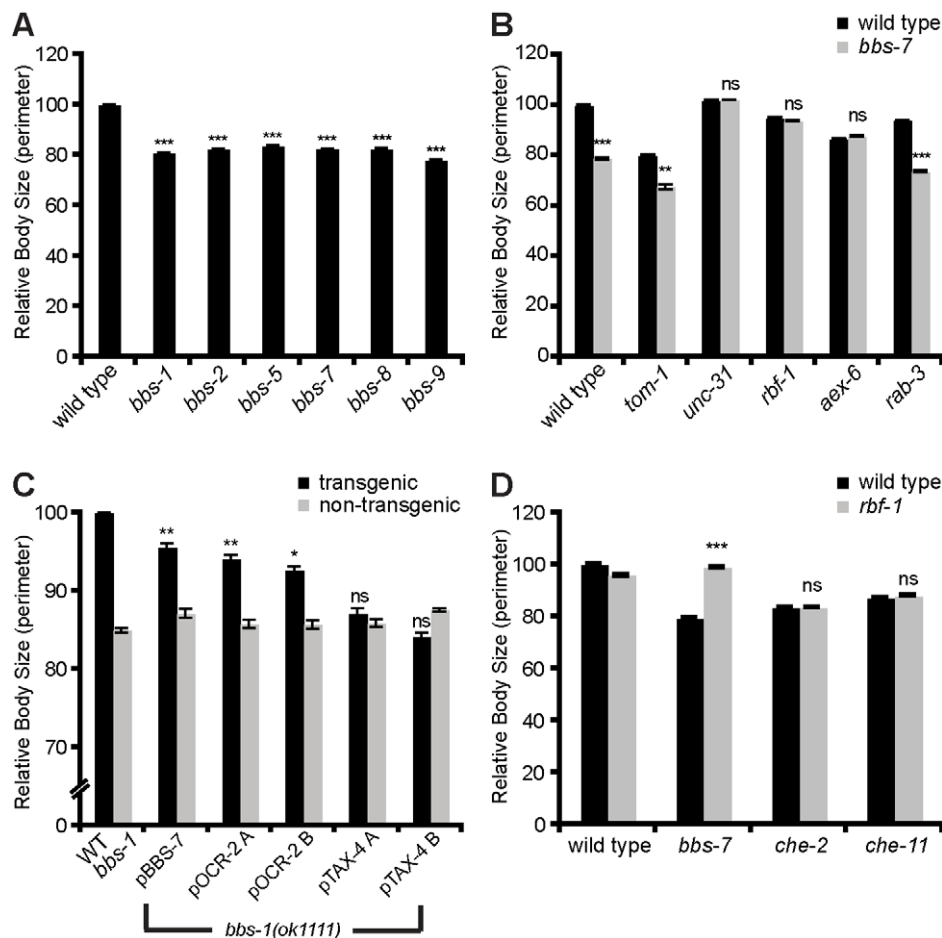 A
Relative Body Size (perimeter)
120
100
80
60
40
20
0
*** *** *** *** *** ***
wild type bbs-1 bbs-2 bbs-5 bbs-7 bbs-8 bbs-9
B
wild type
bbs-7
Relative Body Size (perimeter)
120
100
80
60
40
20
0
*** ** ns ns ns ***
wild type tom-1 unc-31 rbf-1 aex-6 rab-3
C
transgenic
non-transgenic
Relative Body Size (perimeter)
100
90
80
70
0
** ** * ns ns
WT bbs-1 pBBS-7 pOCR-2 A pOCR-2 B pTAX-4 A pTAX-4 B
bbs-1(ok1111)
D
wild type
rbf-1
Relative Body Size (perimeter)
120
100
80
60
40
20
0
*** ns ns
wild type bbs-7 che-2 che-11